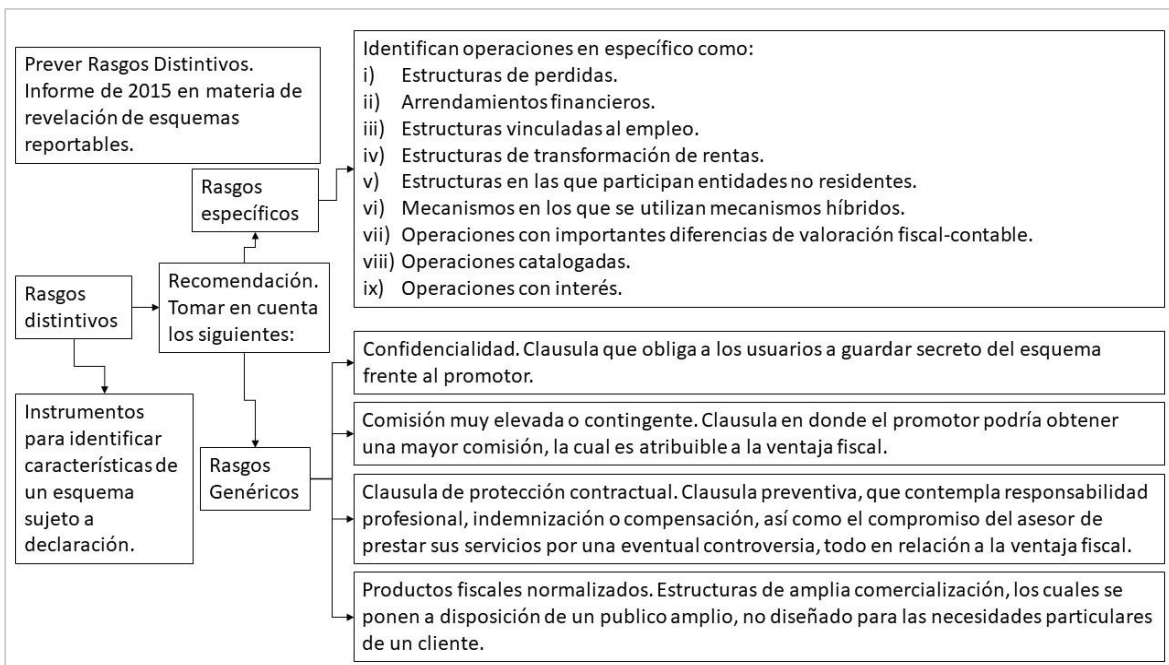 Prever Rasgos Distintivos.
Informe de 2015 en materia de
revelación de esquemas
reportables.
Identifican operaciones en específico como:
i) Estructuras de perdidas.
ii) Arrendamientos financieros.
iii) Estructuras vinculadas al empleo.
iv) Estructuras de transformación de rentas.
v) Estructuras en las que participan entidades no residentes.
vi) Mecanismos en los que se utilizan mecanismos híbridos.
vii) Operaciones con importantes diferencias de valoración fiscal-contable.
viii) Operaciones catalogadas.
ix) Operaciones con interés.
Rasgos
específicos
Rasgos
distintivos
Recomendación.
Tomar en cuenta
los siguientes:
Instrumentos
para identificar
características de
un esquema
sujeto a
declaración.
Rasgos
Genéricos
Confidencialidad. Clausula que obliga a los usuarios a guardar secreto del esquema
frente al promotor.
Comisión muy elevada o contingente. Clausula en donde el promotor podría obtener
una mayor comisión, la cual es atribuible a la ventaja fiscal.
Clausula de protección contractual. Clausula preventiva, que contempla responsabilidad
profesional, indemnización o compensación, así como el compromiso del asesor de
prestar sus servicios por una eventual controversia, todo en relación a la ventaja fiscal.
Productos fiscales normalizados. Estructuras de amplia comercialización, los cuales se
ponen a disposición de un publico amplio, no diseñado para las necesidades particulares
de un cliente.